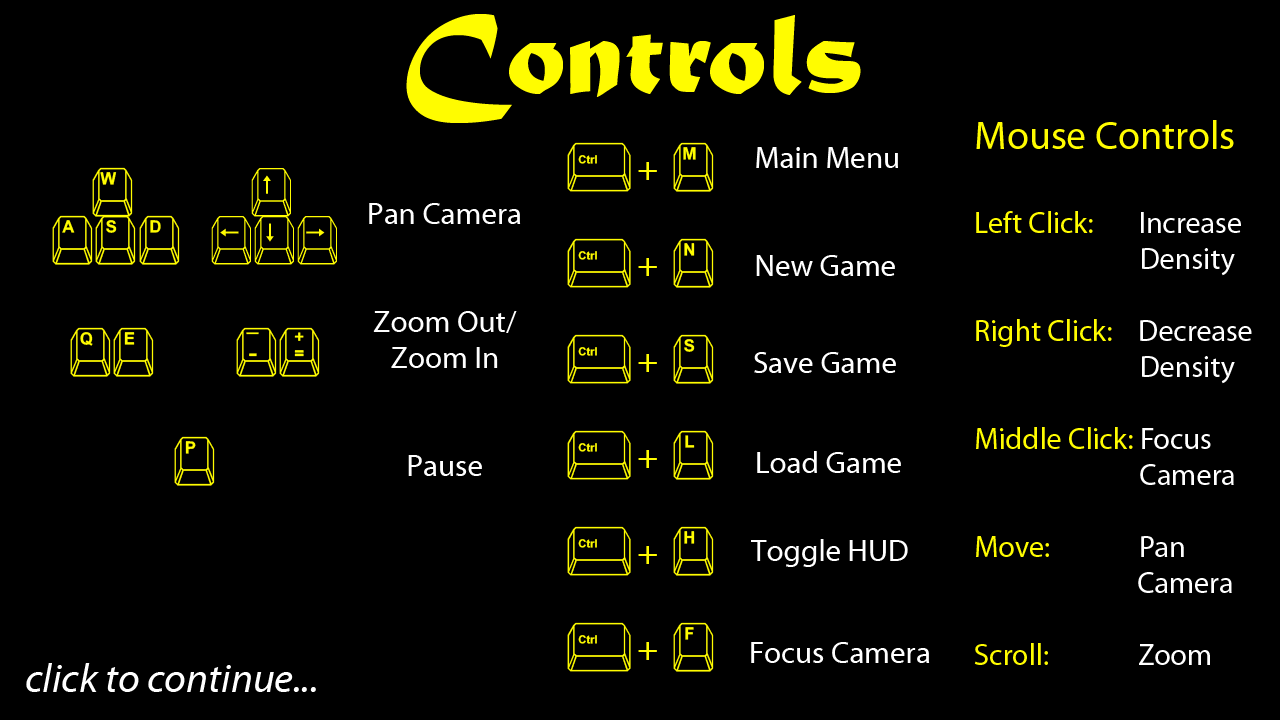 Controls
W
A S D
↑
← ↓ →
Pan Camera
Q E
— - + =
Zoom Out/
Zoom In
P
Pause
Ctrl + M Main Menu
Ctrl + N New Game
Ctrl + S Save Game
Ctrl + L Load Game
Ctrl + H Toggle HUD
Ctrl + F Focus Camera
Mouse Controls
Left Click: Increase
Density
Right Click: Decrease
Density
Middle Click: Focus
Camera
Move: Pan
Camera
Scroll: Zoom
click to continue...